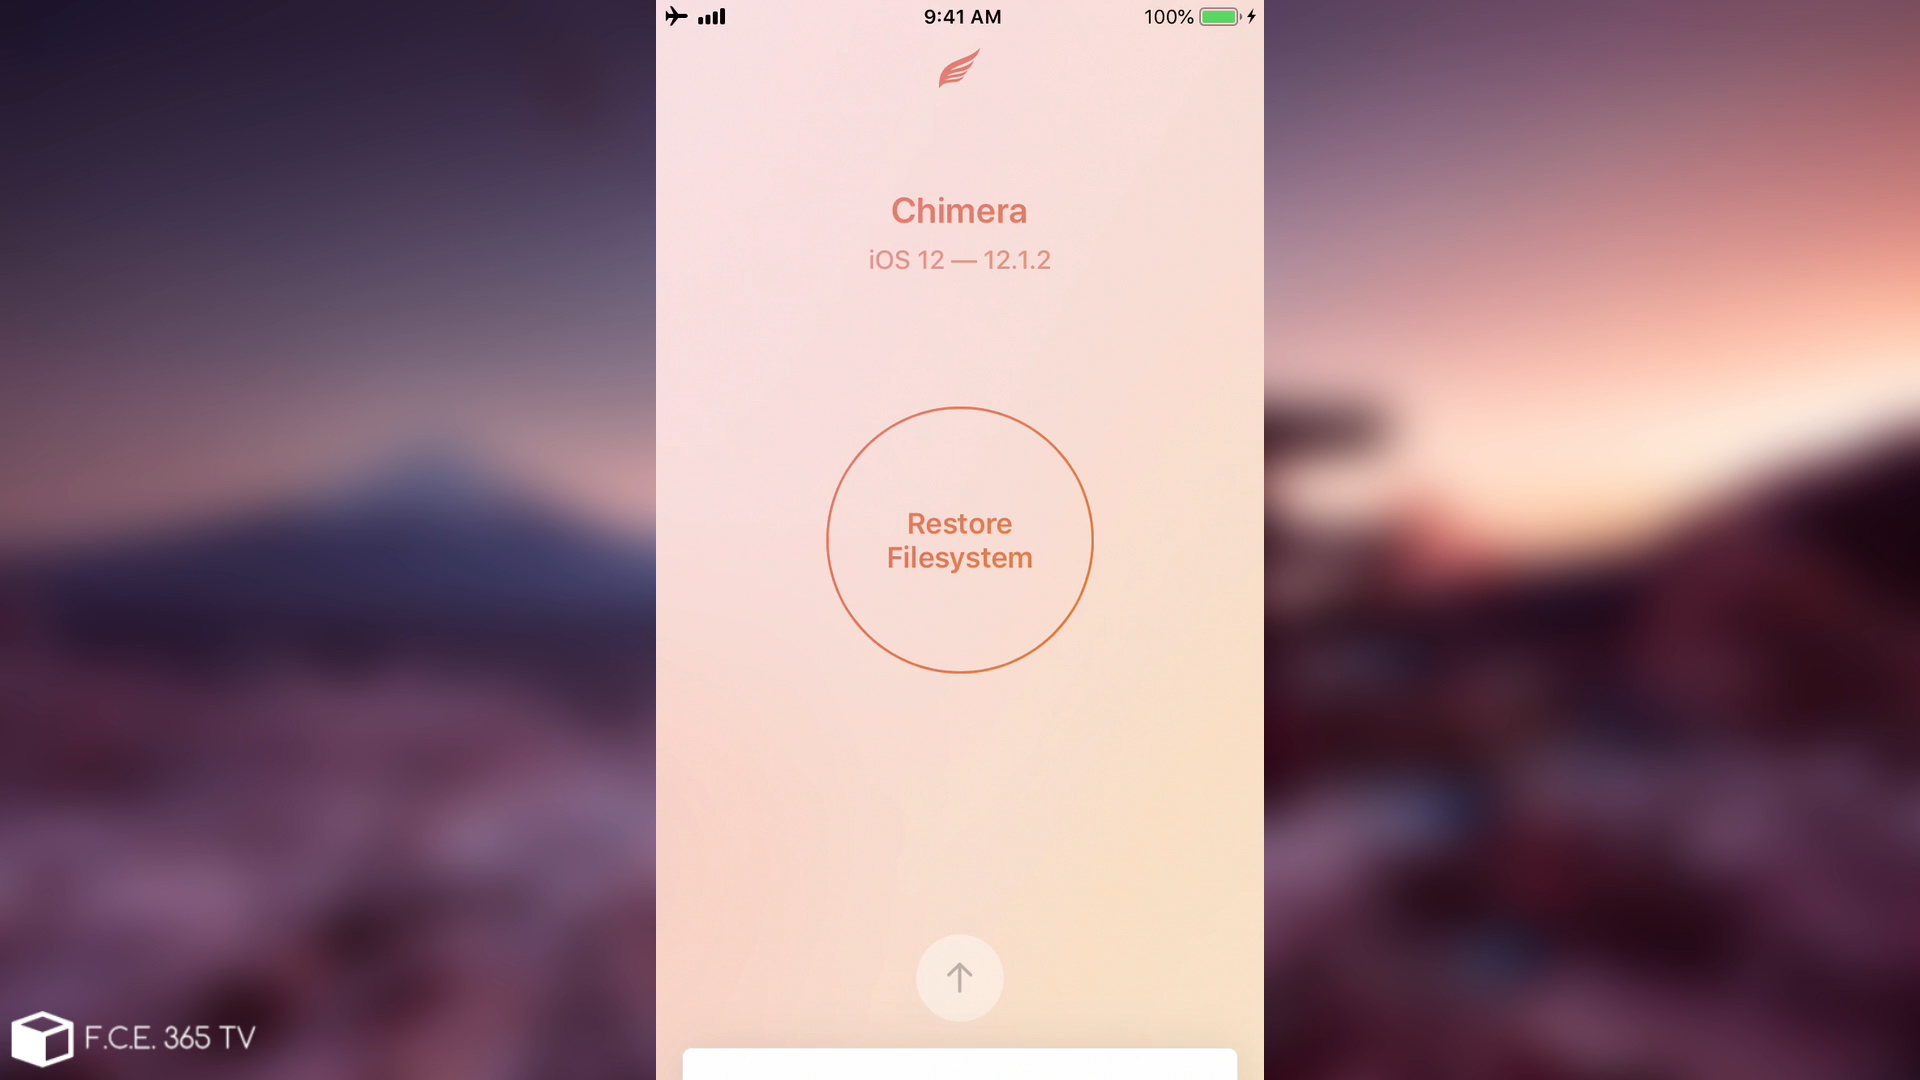 9:41 AM
100%
Chimera
iOS 12 — 12.1.2
Restore
Filesystem
F.C.E. 365 TV